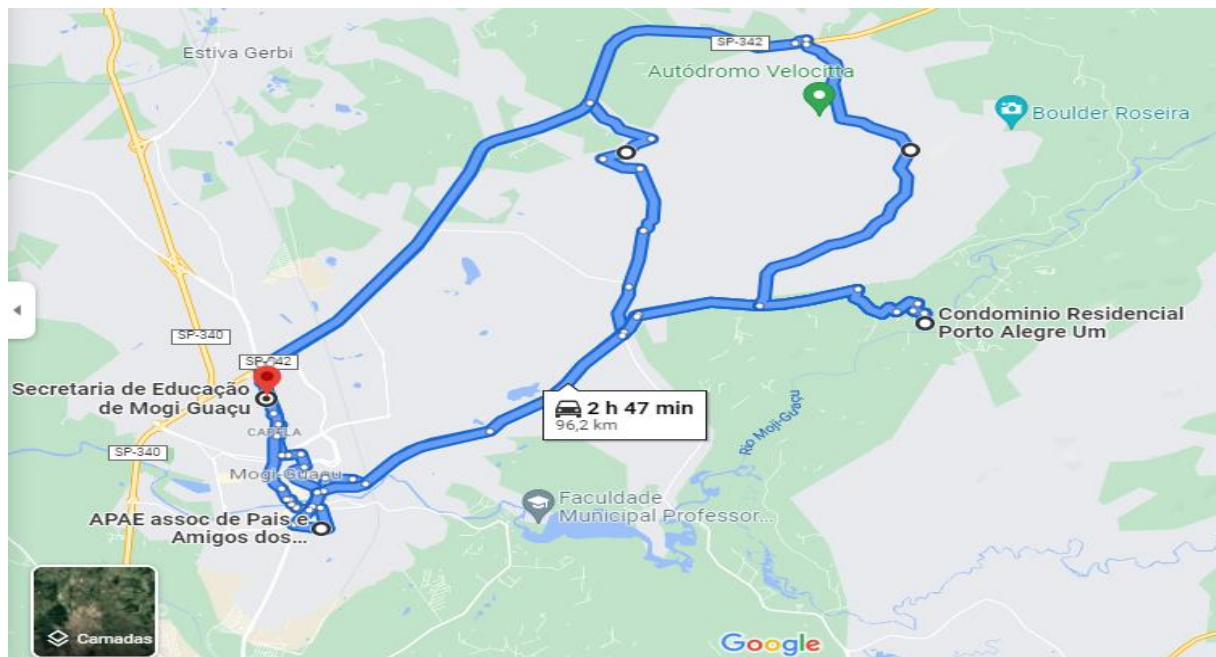 Estiva Gerbi
SP-342
Autódromo Velocitta
Boulder Roseira
Condominio Residencial
Porto Alegre Um
SP-340
SP-342
Secretaria de Educação
de Mogi Guaçu
2 h 47 min
96,2 km
CAPELA
SP-340
Mogi-Guaçu
Rio Moji-Guaçu
Faculdade
Municipal Professor...
APAE assoc de Pais e
Amigos dos...
Camadas
Google